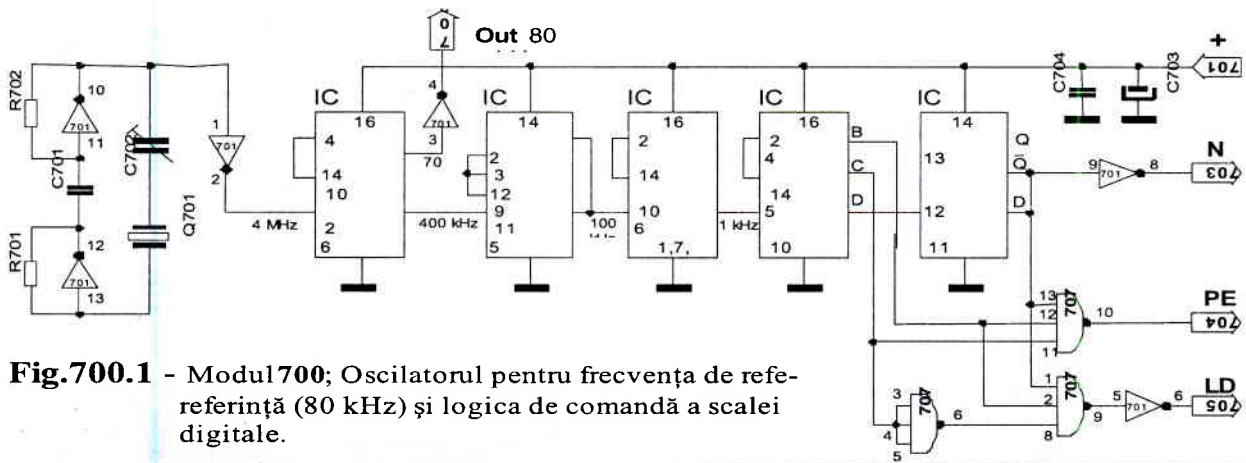 Out 80
70
+
701
C704
C703
R702
10
701
11
C701
C702
Q701
R701
12
701
13
1
701
2
4 MHz
IC
16
4
14
10
2
6
4
701
3
70
400 kHz
IC
14
2
3
12
9
11
5
100
IC
16
2
14
10
6
1,7,
1 kHz
IC
16
2
4
14
5
10
B
C
D
IC
14
13
12
11
Q
Q̅
D
9
701
8
N
703
13
12
11
707
10
PE
704
1
2
8
707
9
5
701
6
LD
705
3
4
5
707
6
Fig.700.1 - Modul700; Oscilatorul pentru frecvența de refe-
referință (80 kHz) și logica de comandă a scalei
digitale.